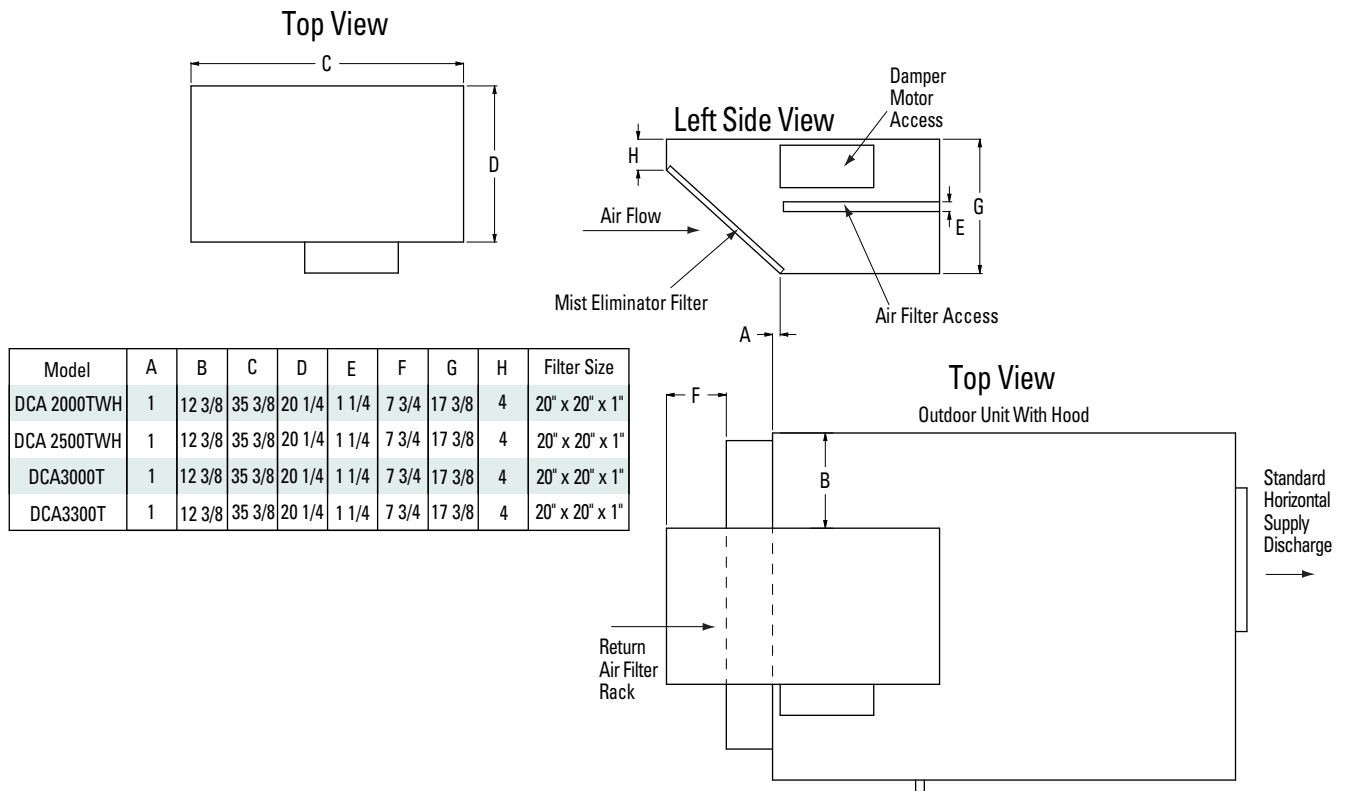 Top View
C
D
Left Side View
Damper
Motor
Access
H
G
E
Air Flow
Mist Eliminator Filter
Air Filter Access
A
Model A B C D E F G H Filter Size
DCA 2000TWH 1 12 3/8 35 3/8 20 1/4 1 1/4 7 3/4 17 3/8 4 20" x 20" x 1"
DCA 2500TWH 1 12 3/8 35 3/8 20 1/4 1 1/4 7 3/4 17 3/8 4 20" x 20" x 1"
DCA3000T 1 12 3/8 35 3/8 20 1/4 1 1/4 7 3/4 17 3/8 4 20" x 20" x 1"
DCA3300T 1 12 3/8 35 3/8 20 1/4 1 1/4 7 3/4 17 3/8 4 20" x 20" x 1"
Top View
Outdoor Unit With Hood
F
B
Standard
Horizontal
Supply
Discharge
Return
Air Filter
Rack